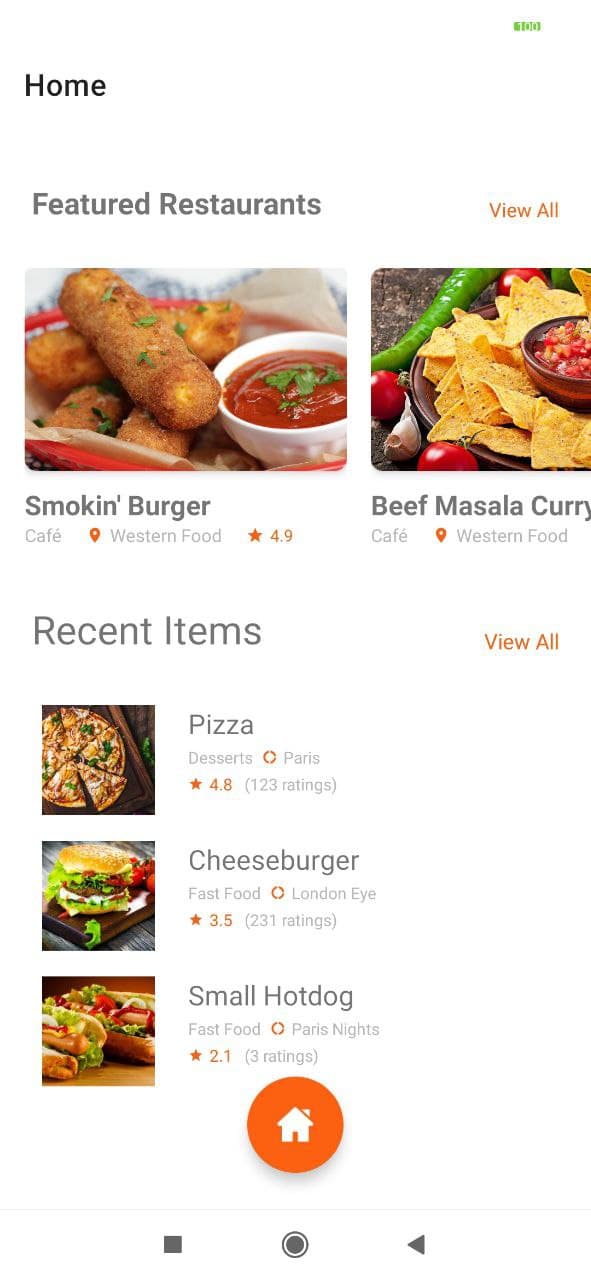 100
Home
Featured Restaurants
View All
Smokin' Burger
Café Western Food 4.9
Beef Masala Curry
Café Western Food
Recent Items
View All
Pizza
Desserts Paris
4.8 (123 ratings)
Cheeseburger
Fast Food London Eye
3.5 (231 ratings)
Small Hotdog
Fast Food Paris Nights
2.1 (3 ratings)